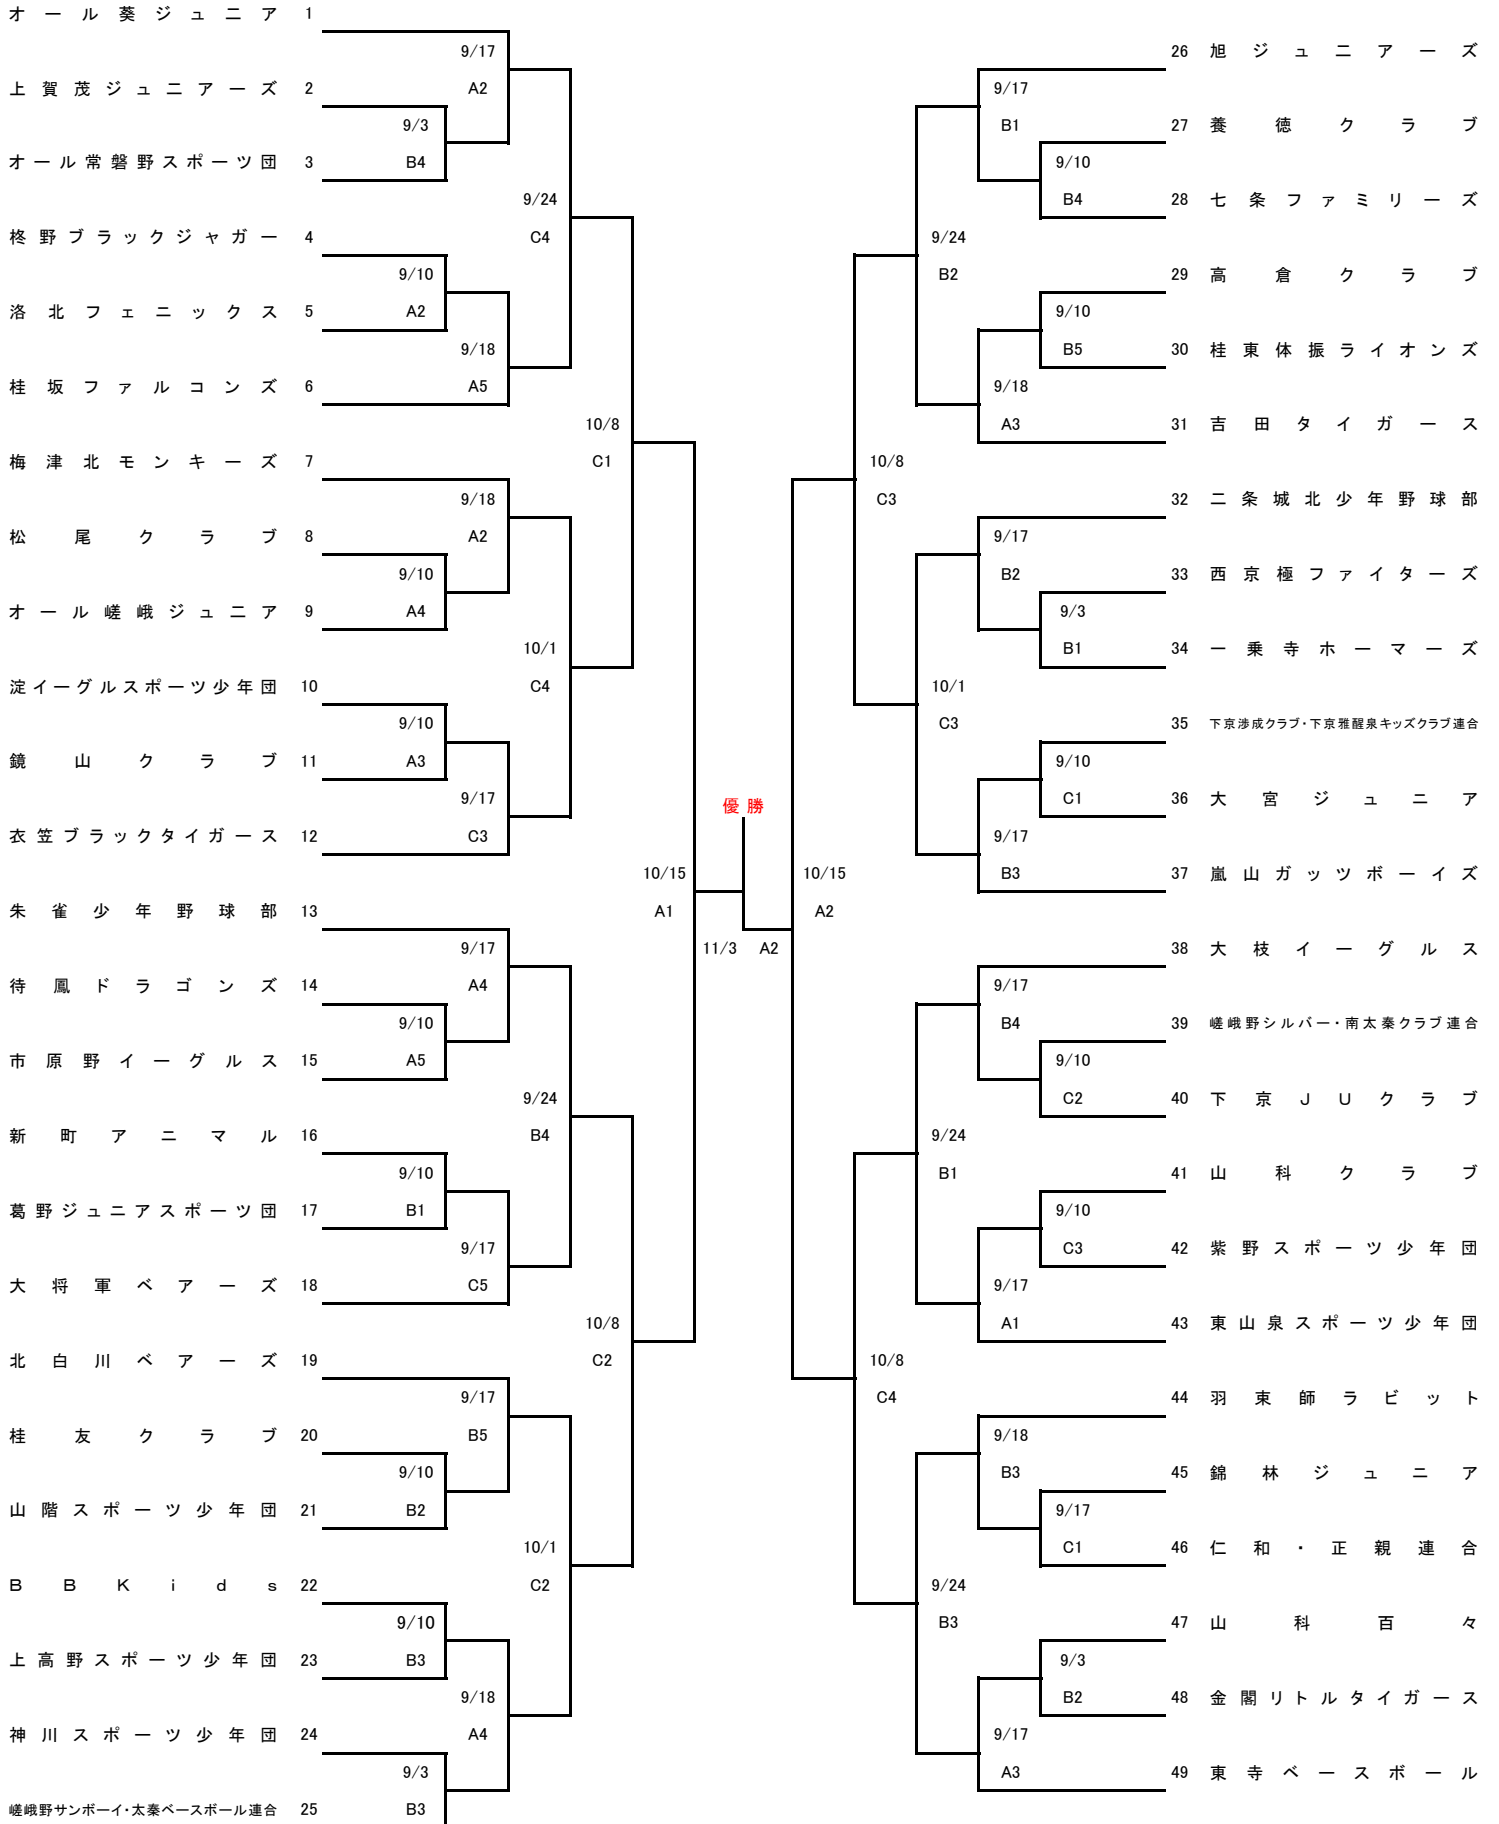 オール葵ジュニア 1
9/17
上賀茂ジュニアーズ 2
A2
9/3
オール常磐野スポーツ団 3
B4
9/24
柊野ブラックジャガー 4
C4
9/10
洛北フェニックス 5
A2
9/18
桂坂ファルコンズ 6
A5
10/8
梅津北モンキーズ 7
C1
9/18
松尾クラブ 8
A2
9/10
オール嵯峨ジュニア 9
A4
10/1
淀イーグルスポーツ少年団 10
C4
9/10
鏡山クラブ 11
A3
9/17
衣笠ブラックタイガース 12
C3
10/15
朱雀少年野球部 13
A1
9/17
待鳳ドラゴンズ 14
A4
9/10
市原野イーグルス 15
A5
9/24
新町アニマル 16
B4
9/10
葛野ジュニアスポーツ団 17
B1
9/17
大将軍ベアーズ 18
C5
10/8
北白川ベアーズ 19
C2
9/17
桂友クラブ 20
B5
9/10
山階スポーツ少年団 21
B2
10/1
BBKids 22
C2
9/10
上高野スポーツ少年団 23
B3
9/18
神川スポーツ少年団 24
A4
9/3
嵯峨野サンボーイ・太秦ベースボール連合 25
B3
優勝
11/3 A2
26 旭ジュニアーズ
9/17
B1
27 養徳クラブ
9/10
B4
28 七条ファミリーズ
9/24
B2
29 高倉クラブ
9/10
B5
30 桂東体振ライオンズ
9/18
A3
31 吉田タイガース
10/8
C3
32 二条城北少年野球部
9/17
B2
33 西京極ファイターズ
9/3
B1
34 一乗寺ホーマーズ
10/1
C3
35 下京渉成クラブ・下京雅醒泉キッズクラブ連合
9/10
C1
36 大宮ジュニア
9/17
B3
37 嵐山ガッツボーイズ
10/15
A2
38 大枝イーグルス
9/17
B4
39 嵯峨野シルバー・南太秦クラブ連合
9/10
C2
40 下京JUクラブ
9/24
B1
41 山科クラブ
9/10
C3
42 紫野スポーツ少年団
9/17
A1
43 東山泉スポーツ少年団
10/8
C4
44 羽束師ラビット
9/18
B3
45 錦林ジュニア
9/17
C1
46 仁和・正親連合
9/24
B3
47 山科百々
9/3
B2
48 金閣リトルタイガース
9/17
A3
49 東寺ベースボール